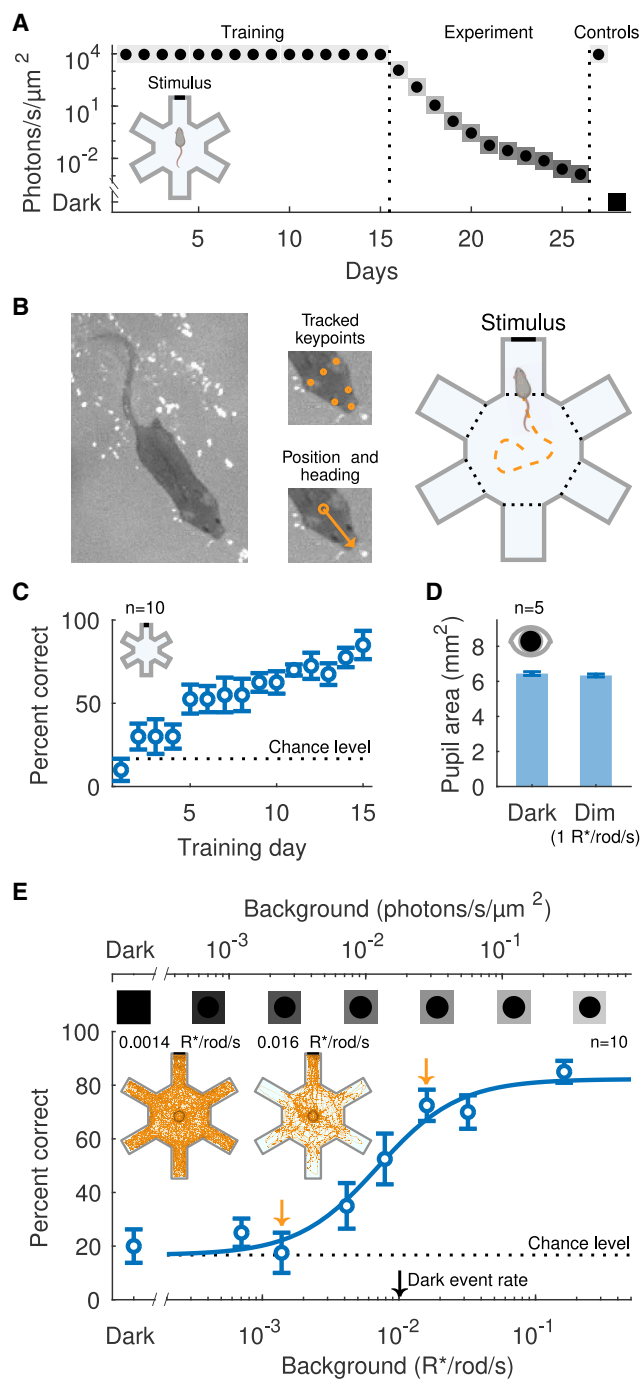 A
Training Experiment Controls
Photons/s/µm 2
10 4
10 1
10 -2
Dark
Stimulus
5 10 15 20 25
Days
B
Tracked
keypoints
Position and
heading
Stimulus
C
n=10
Percent correct
100
50
0
Chance level
5 10 15
Training day
D
n=5
Pupil area (mm2)
8
6
4
2
0
Dark Dim
(1 R*/rod/s)
E
Background (photons/s/µm 2)
Dark 10-3 10-2 10-1
0.0014 R*/rod/s 0.016 R*/rod/s n=10
Percent correct
100
80
60
40
20
0
Chance level
Dark event rate
Dark 10-3 10-2 10-1
Background (R*/rod/s)